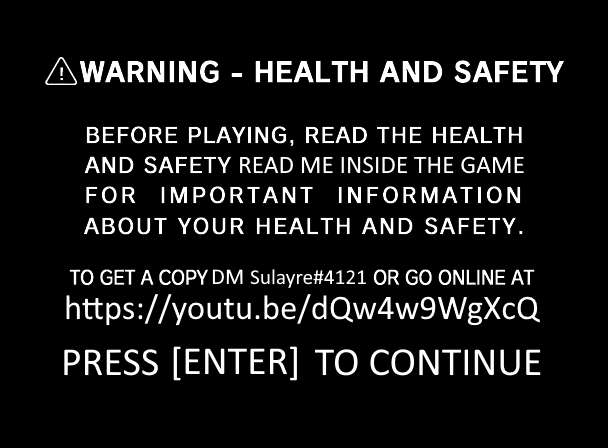 WARNING - HEALTH AND SAFETY
BEFORE PLAYING, READ THE HEALTH
AND SAFETY READ ME INSIDE THE GAME
FOR IMPORTANT INFORMATION
ABOUT YOUR HEALTH AND SAFETY.
TO GET A COPY DM Sulayre#4121 OR GO ONLINE AT
https://youtu.be/dQw4w9WgXcQ
PRESS [ENTER] TO CONTINUE